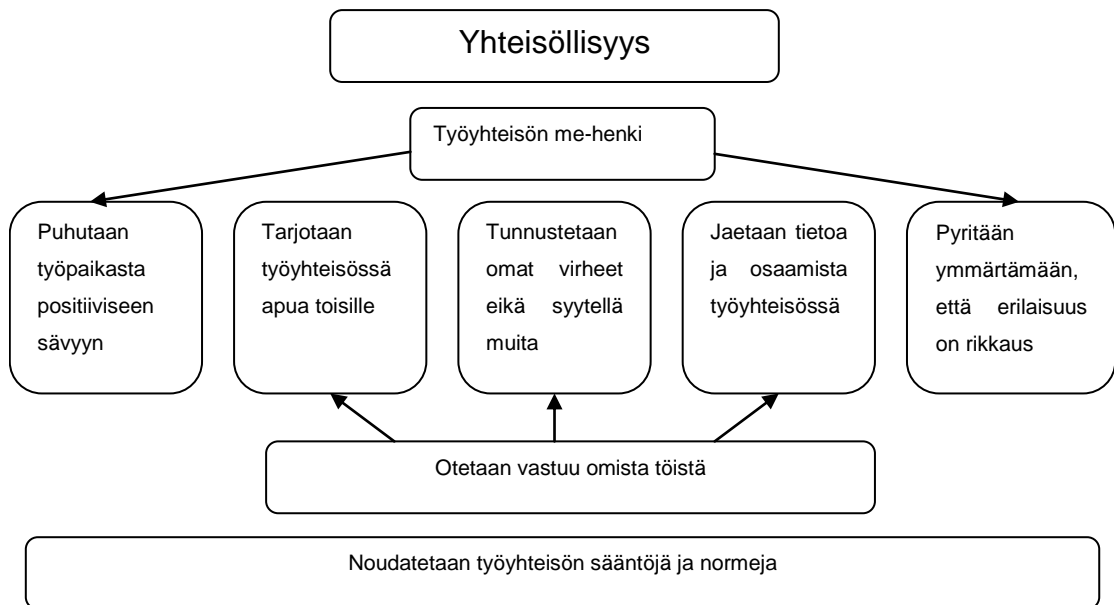 Yhteisöllisyys
Työyhteisön me-henki
Puhutaan
työpaikasta
positiiviseen
sävyyn
Tarjotaan
työyhteisössä
apua toisille
Tunnustetaan
omat virheet
eikä syytellä
muita
Jaetaan tietoa
ja osaamista
työyhteisössä
Pyritään
ymmärtämään,
että erilaisuus
on rikkaus
Otetaan vastuu omista töistä
Noudatetaan työyhteisön sääntöjä ja normeja